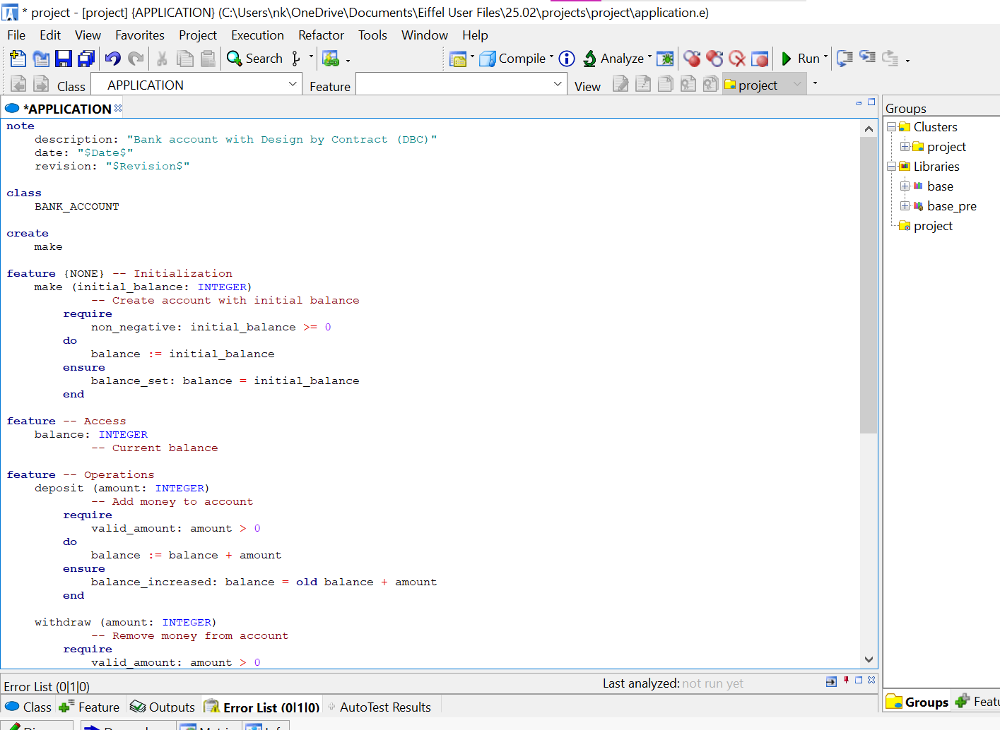 * project - [project] {APPLICATION} (C:\Users\nk\OneDrive\Documents\Eiffel User Files\25.02\projects\project\application.e)
File Edit View Favorites Project Execution Refactor Tools Window Help
Search Compile Analyze Run
Class APPLICATION Feature View project
*APPLICATION
note
    description: "Bank account with Design by Contract (DBC)"
    date: "$Date$"
    revision: "$Revision$"
class
    BANK_ACCOUNT
create
    make
feature {NONE} -- Initialization
    make (initial_balance: INTEGER)
            -- Create account with initial balance
        require
            non_negative: initial_balance >= 0
        do
            balance := initial_balance
        ensure
            balance_set: balance = initial_balance
        end
feature -- Access
    balance: INTEGER
            -- Current balance
feature -- Operations
    deposit (amount: INTEGER)
            -- Add money to account
        require
            valid_amount: amount > 0
        do
            balance := balance + amount
        ensure
            balance_increased: balance = old balance + amount
        end
    withdraw (amount: INTEGER)
            -- Remove money from account
        require
            valid_amount: amount > 0
Groups
Clusters
project
Libraries
base
base_pre
project
Error List (0|1|0) Last analyzed: not run yet
Class Feature Outputs Error List (0|1|0) AutoTest Results
Groups